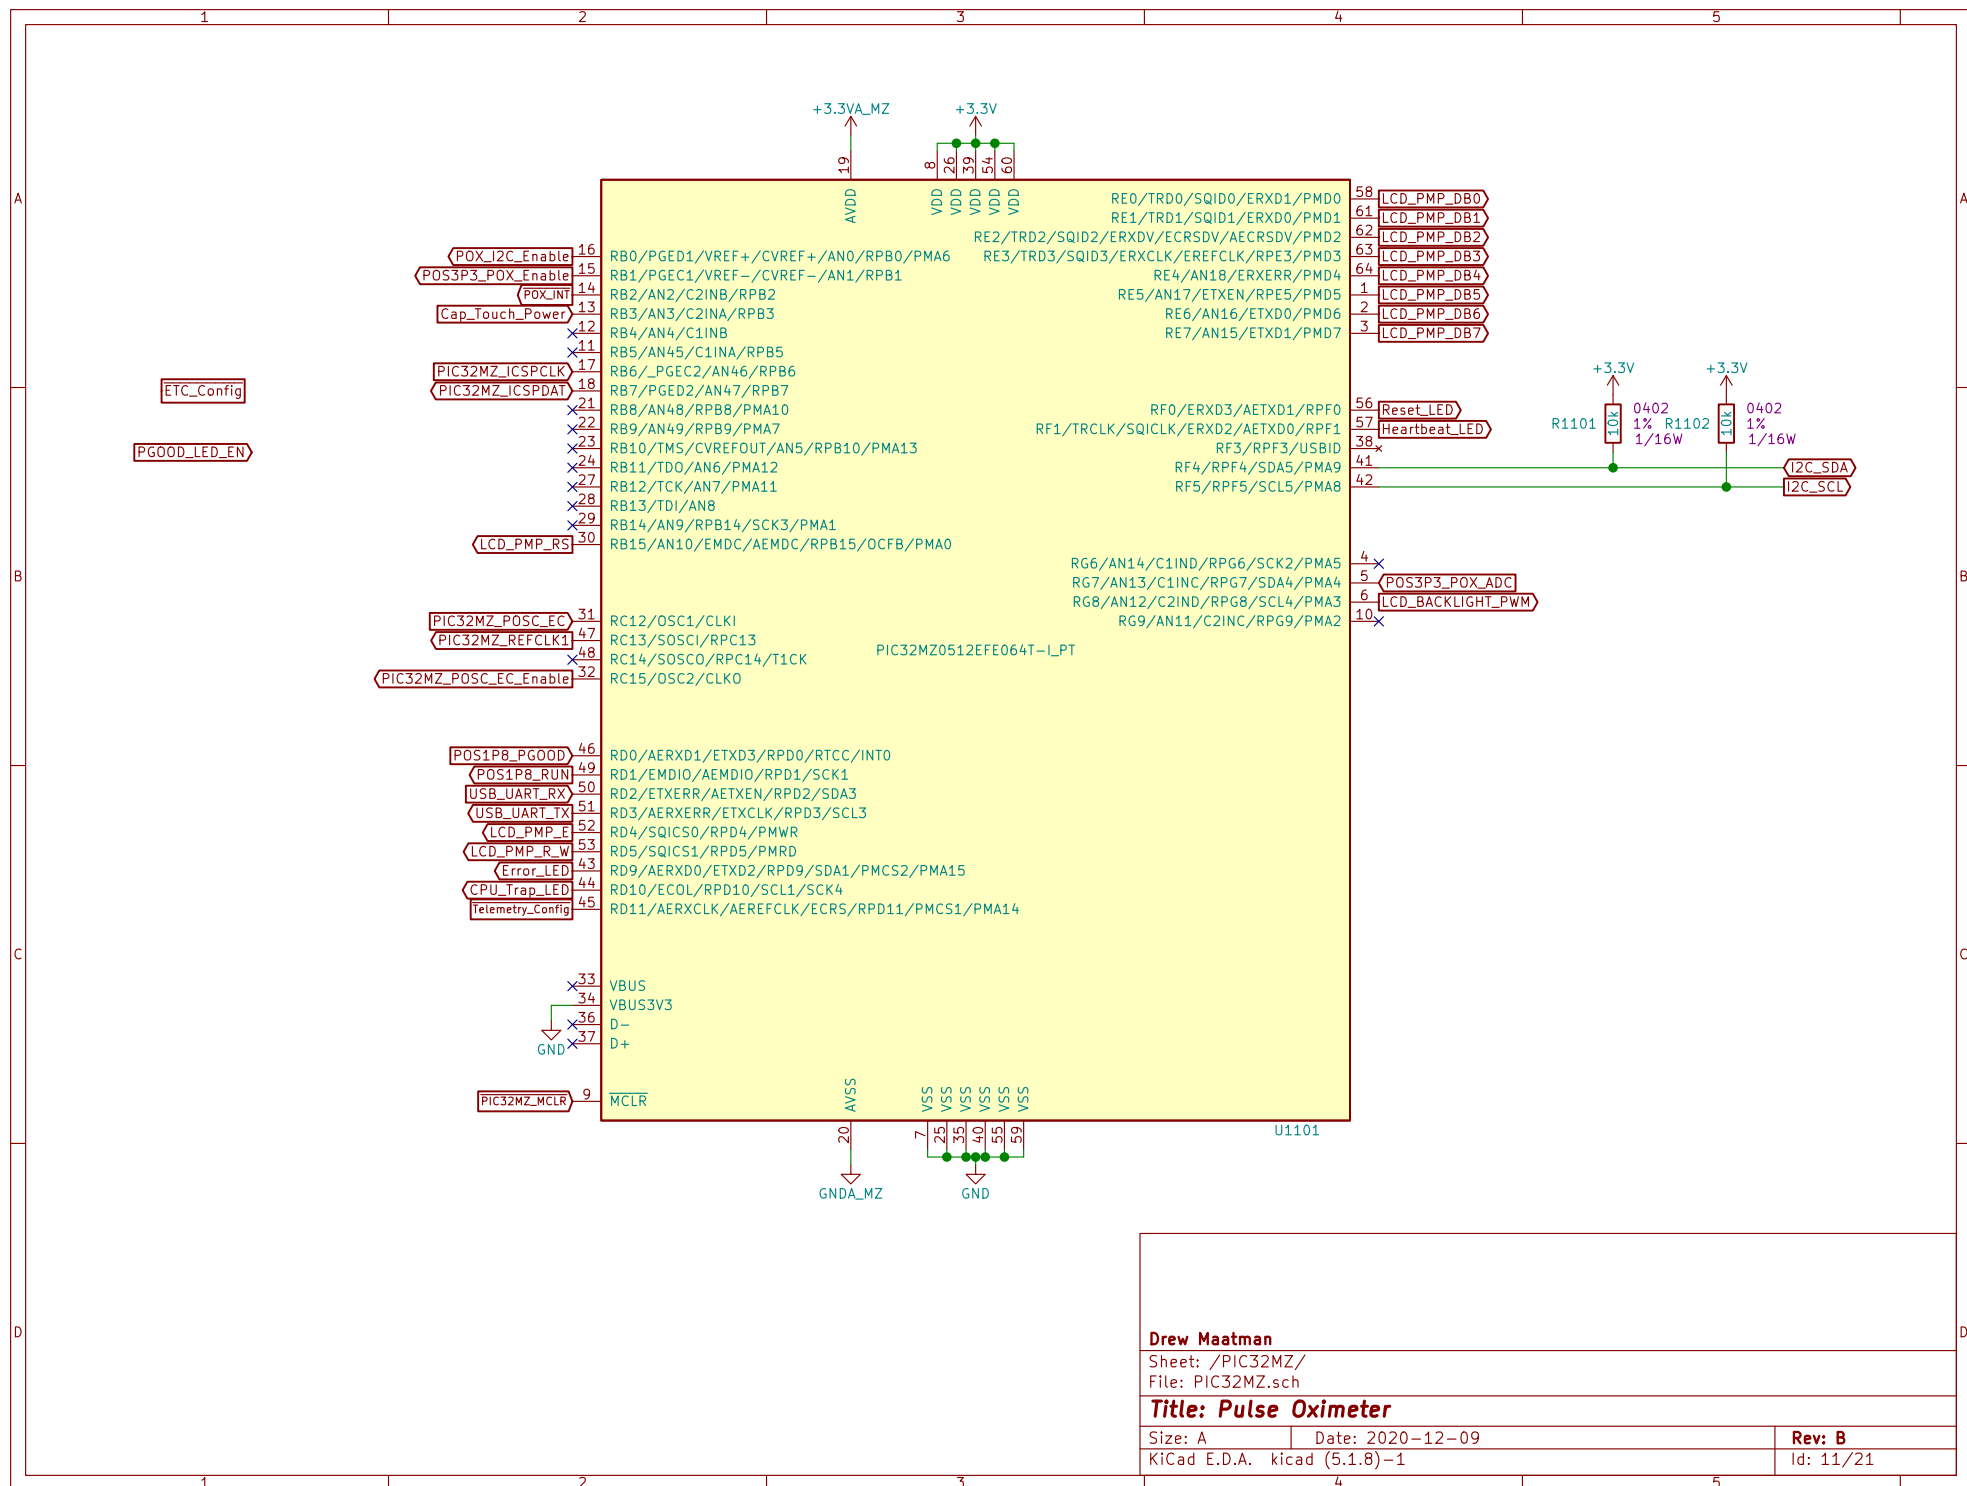 1 2 3 4 5
+3.3VA_MZ +3.3V
19 8 26 39 54 60
AVDD VDD VDD VDD VDD VDD
A A
RE0/TRD0/SQID0/ERXD1/PMD0 58 LCD_PMP_DB0
RE1/TRD1/SQID1/ERXD0/PMD1 61 LCD_PMP_DB1
RE2/TRD2/SQID2/ERXDV/ECRSDV/AECRSDV/PMD2 62 LCD_PMP_DB2
POX_I2C_Enable 16 RB0/PGED1/VREF+/CVREF+/AN0/RPB0/PMA6 RE3/TRD3/SQID3/ERXCLK/EREFCLK/RPE3/PMD3 63 LCD_PMP_DB3
POS3P3_POX_Enable 15 RB1/PGEC1/VREF-/CVREF-/AN1/RPB1 RE4/AN18/ERXERR/PMD4 64 LCD_PMP_DB4
POX_INT 14 RB2/AN2/C2INB/RPB2 RE5/AN17/ETXEN/RPE5/PMD5 1 LCD_PMP_DB5
Cap_Touch_Power 13 RB3/AN3/C2INA/RPB3 RE6/AN16/ETXD0/PMD6 2 LCD_PMP_DB6
12 RB4/AN4/C1INB RE7/AN15/ETXD1/PMD7 3 LCD_PMP_DB7
11 RB5/AN45/C1INA/RPB5
PIC32MZ_ICSPCLK 17 RB6/_PGEC2/AN46/RPB6
+3.3V +3.3V
ETC_Config PIC32MZ_ICSPDAT 18 RB7/PGED2/AN47/RPB7
21 RB8/AN48/RPB8/PMA10 RF0/ERXD3/AETXD1/RPF0 56 Reset_LED
R1101 10k 0402 1% 1/16W R1102 10k 0402 1% 1/16W
22 RB9/AN49/RPB9/PMA7 RF1/TRCLK/SQICLK/ERXD2/AETXD0/RPF1 57 Heartbeat_LED
PGOOD_LED_EN 23 RB10/TMS/CVREFOUT/AN5/RPB10/PMA13 RF3/RPF3/USBID 38
24 RB11/TDO/AN6/PMA12 RF4/RPF4/SDA5/PMA9 41 I2C_SDA
27 RB12/TCK/AN7/PMA11 RF5/RPF5/SCL5/PMA8 42 I2C_SCL
28 RB13/TDI/AN8
29 RB14/AN9/RPB14/SCK3/PMA1
LCD_PMP_RS 30 RB15/AN10/EMDC/AEMDC/RPB15/OCFB/PMA0
RG6/AN14/C1IND/RPG6/SCK2/PMA5 4
B B
RG7/AN13/C1INC/RPG7/SDA4/PMA4 5 POS3P3_POX_ADC
RG8/AN12/C2IND/RPG8/SCL4/PMA3 6 LCD_BACKLIGHT_PWM
PIC32MZ_POSC_EC 31 RC12/OSC1/CLKI RG9/AN11/C2INC/RPG9/PMA2 10
PIC32MZ_REFCLK1 47 RC13/SOSCI/RPC13
PIC32MZ0512EFE064T-I_PT
48 RC14/SOSCO/RPC14/T1CK
PIC32MZ_POSC_EC_Enable 32 RC15/OSC2/CLKO
POS1P8_PGOOD 46 RD0/AERXD1/ETXD3/RPD0/RTCC/INT0
POS1P8_RUN 49 RD1/EMDIO/AEMDIO/RPD1/SCK1
USB_UART_RX 50 RD2/ETXERR/AETXEN/RPD2/SDA3
USB_UART_TX 51 RD3/AERXERR/ETXCLK/RPD3/SCL3
LCD_PMP_E 52 RD4/SQICS0/RPD4/PMWR
LCD_PMP_R_W 53 RD5/SQICS1/RPD5/PMRD
Error_LED 43 RD9/AERXD0/ETXD2/RPD9/SDA1/PMCS2/PMA15
CPU_Trap_LED 44 RD10/ECOL/RPD10/SCL1/SCK4
Telemetry_Config 45 RD11/AERXCLK/AEREFCLK/ECRS/RPD11/PMCS1/PMA14
C C
33 VBUS
34 VBUS3V3
36 D-
37 D+
GND
PIC32MZ_MCLR 9 MCLR
AVSS VSS VSS VSS VSS VSS VSS
U1101
20 7 25 35 40 55 59
GNDA_MZ GND
D D
Drew Maatman
Sheet: /PIC32MZ/
File: PIC32MZ.sch
Title: Pulse Oximeter
Size: A Date: 2020-12-09 Rev: B
KiCad E.D.A. kicad (5.1.8)-1 Id: 11/21
1 2 3 4 5